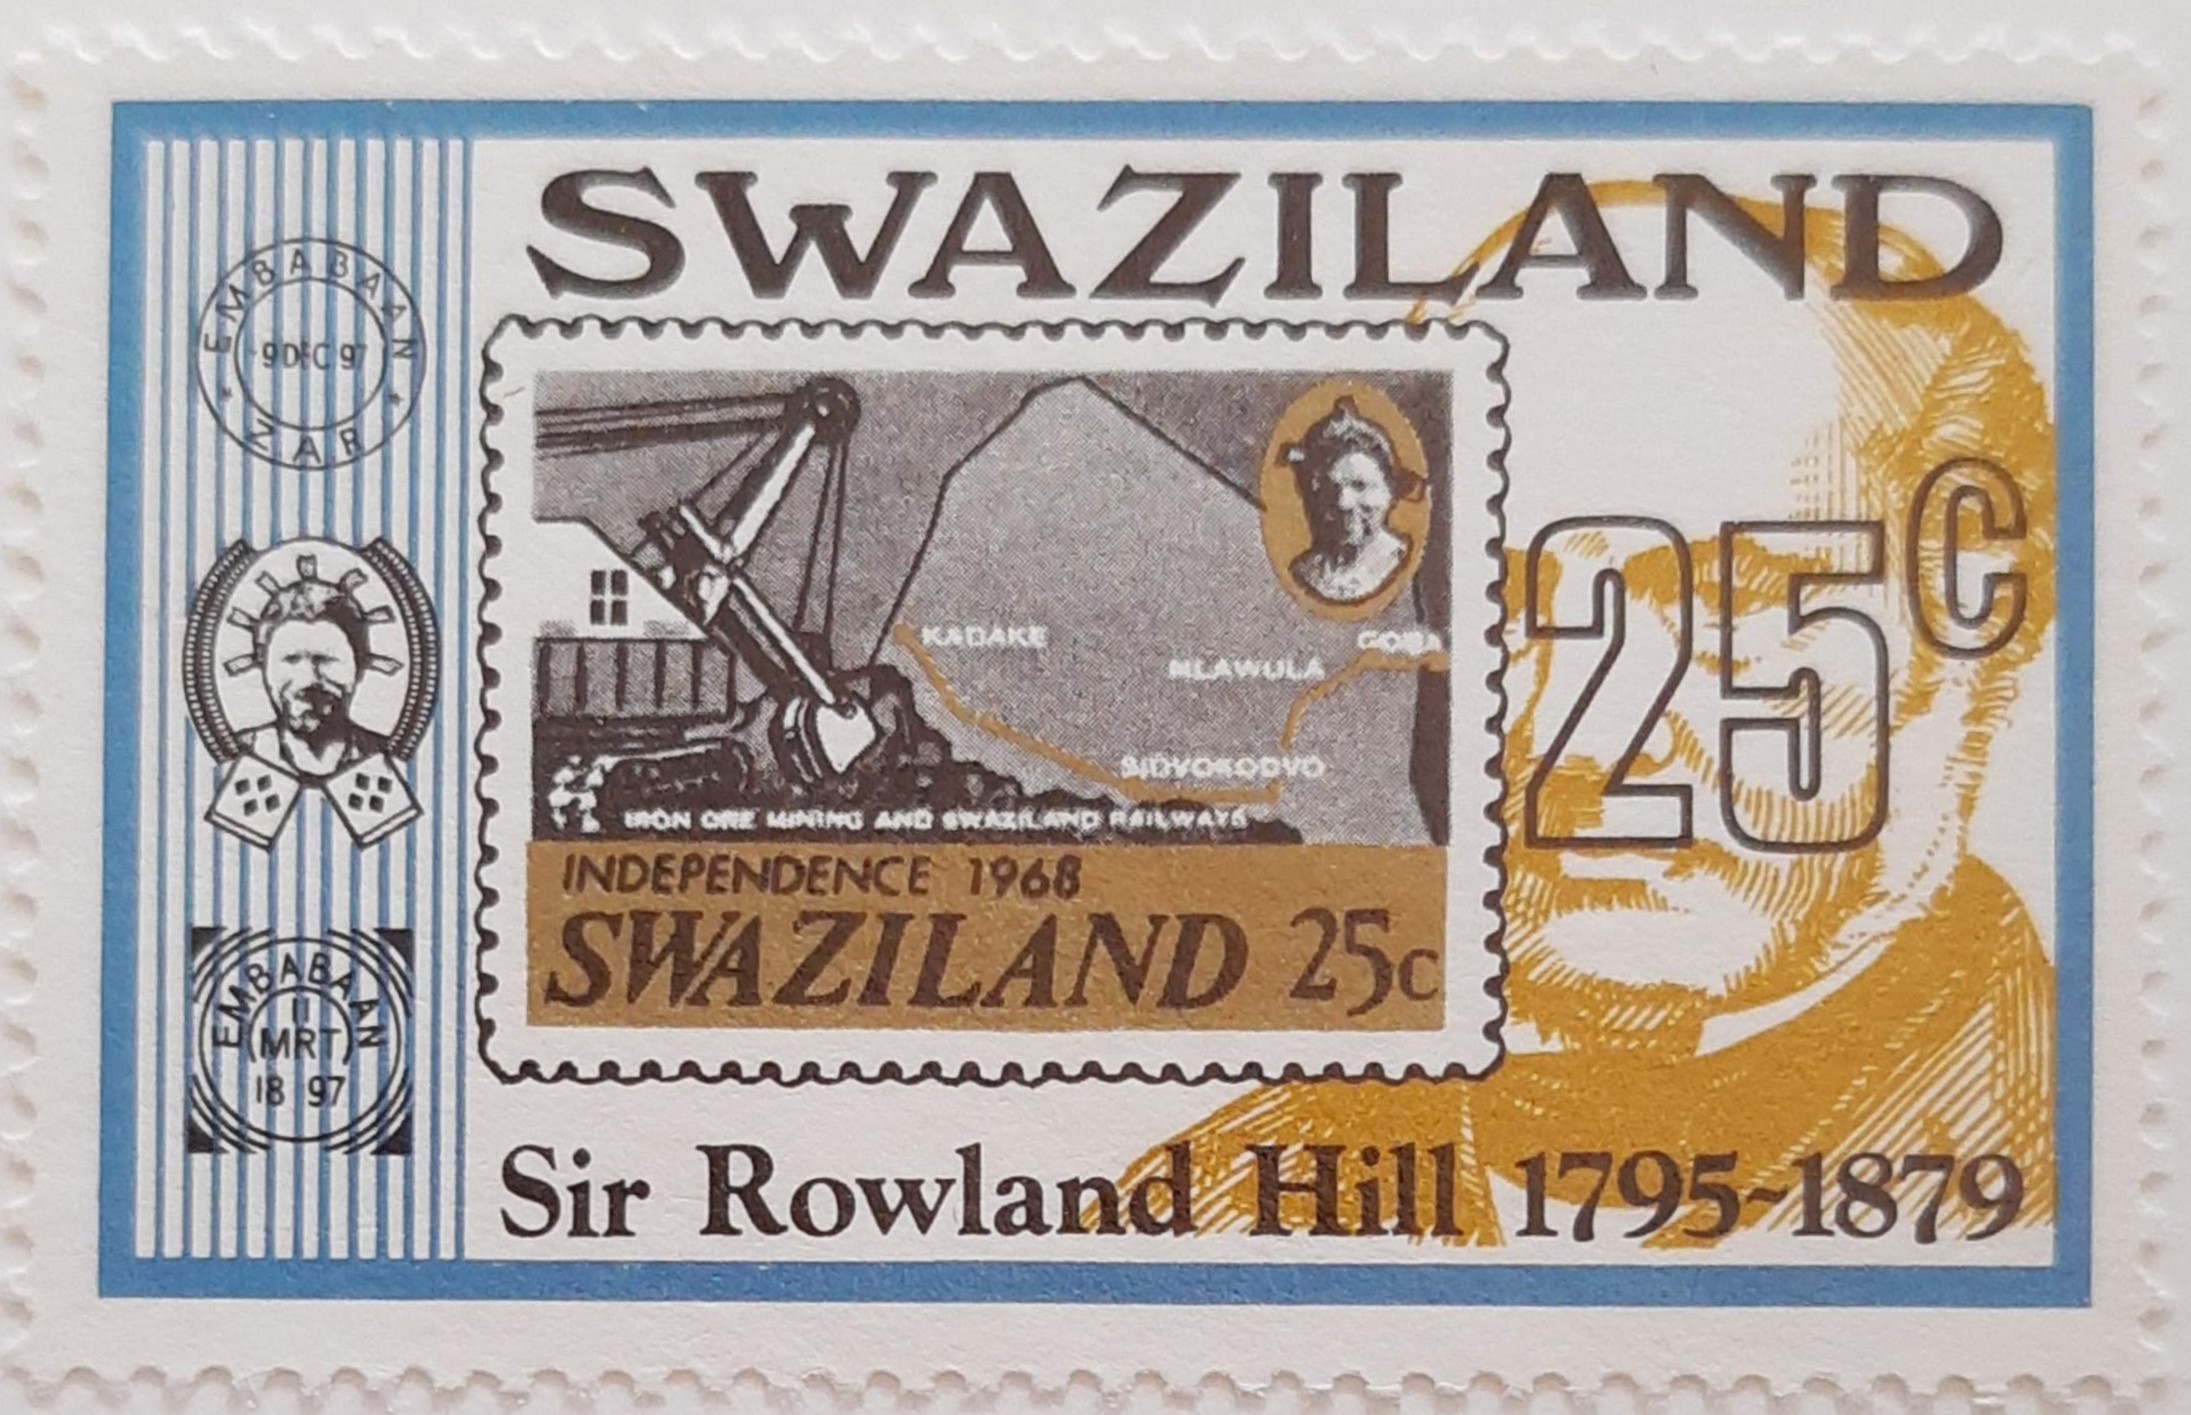 SWAZILAND
EMBABAAN
9 DEC 97
* Z.A.R *
25c
KADAKE
GOBA
MLAWULA
SIDVOKODVO
IRON ORE MINING AND SWAZILAND RAILWAYS
INDEPENDENCE 1968
SWAZILAND 25c
EMBABAAN
11
MRT
18 97
Sir Rowland Hill 1795-1879